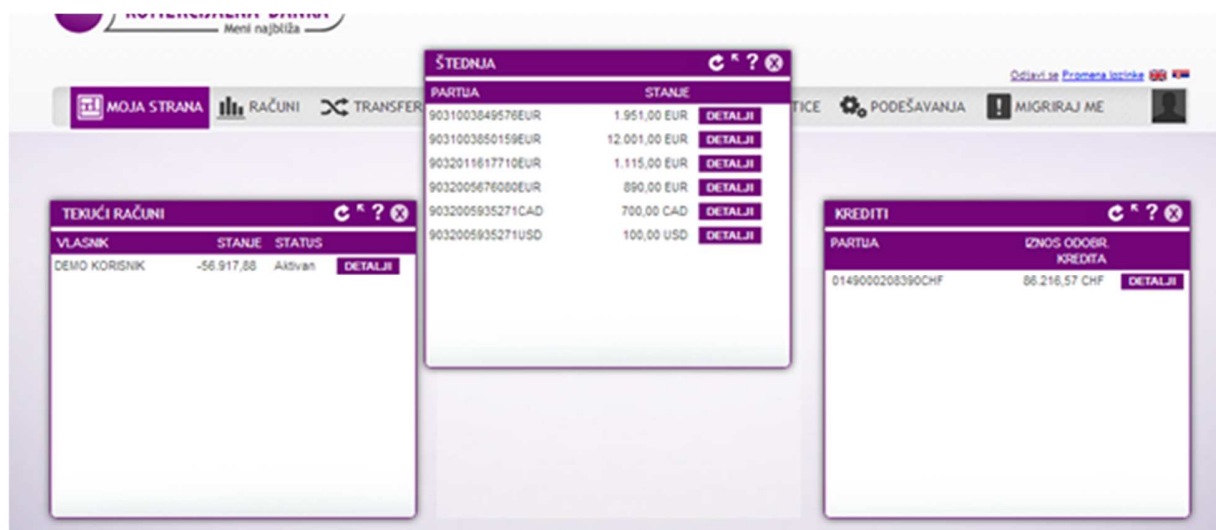 KOMERCIJALNA BANKA
Meni najbliža
Odjavi se Promena lozinke
MOJA STRANA RAČUNI TRANSFER TICE PODEŠAVANJA ! MIGRIRAJ ME
ŠTEDNJA ?
PARTIJA STANJE
9031003849576EUR 1.951,00 EUR DETALJI
9031003850159EUR 12.001,00 EUR DETALJI
9032011617710EUR 1.115,00 EUR DETALJI
9032005676080EUR 890,00 EUR DETALJI
9032005935271CAD 700,00 CAD DETALJI
9032005935271USD 100,00 USD DETALJI
TEKUĆI RAČUNI ?
VLASNIK STANJE STATUS
DEMO KORISNIK -56.917,88 Aktivan DETALJI
KREDITI ?
PARTIJA IZNOS ODOBR.
KREDITA
0149000208390CHF 86.216,57 CHF DETALJI